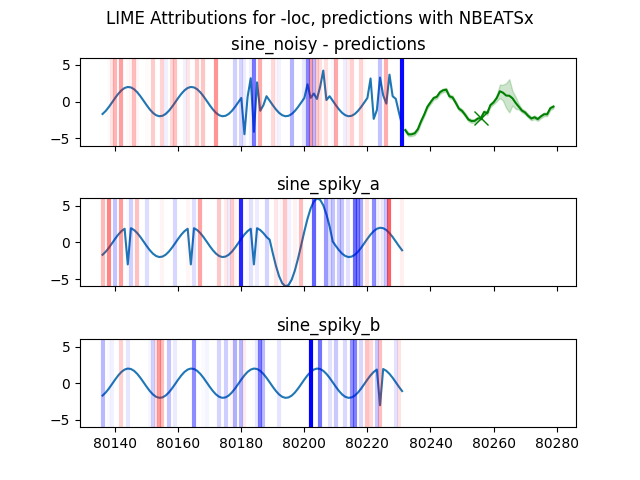 LIME Attributions for -loc, predictions with NBEATSx
sine_noisy - predictions
5
0
−5
sine_spiky_a
5
0
−5
sine_spiky_b
5
0
−5
80140 80160 80180 80200 80220 80240 80260 80280